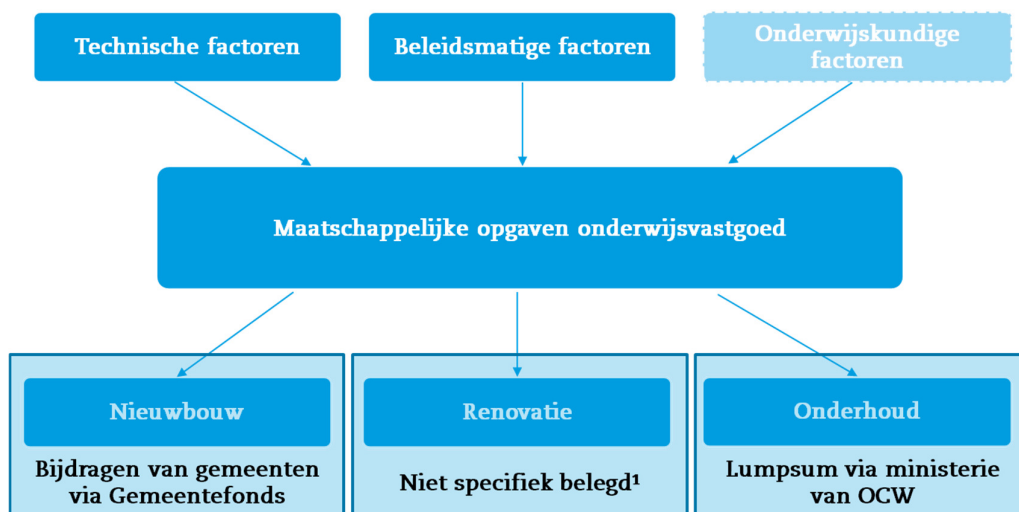 Technische factoren
Beleidsmatige factoren
Onderwijskundige
factoren
Maatschappelijke opgaven onderwijsvastgoed
Nieuwbouw
Bijdragen van gemeenten
via Gemeentefonds
Renovatie
Niet specifiek belegd¹
Onderhoud
Lumpsum via ministerie
van OCW